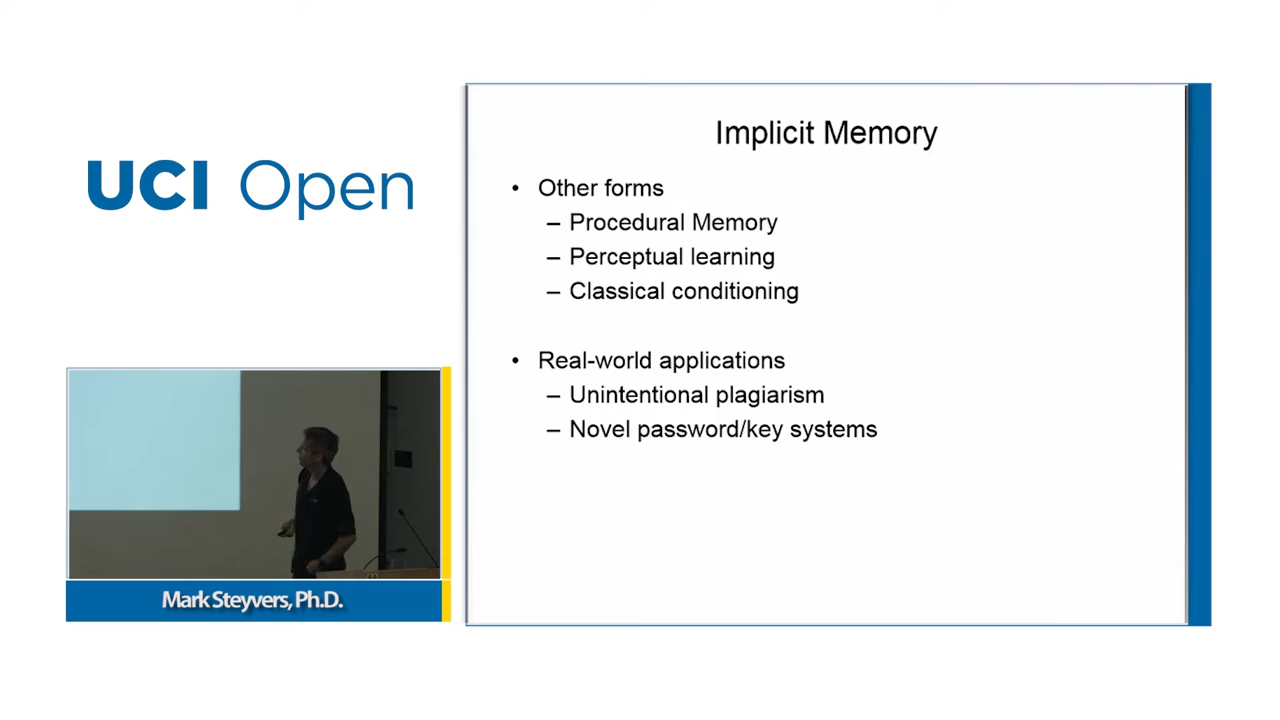 UCI Open
Implicit Memory
• Other forms
– Procedural Memory
– Perceptual learning
– Classical conditioning
• Real-world applications
– Unintentional plagiarism
– Novel password/key systems
Mark Steyvers, Ph.D.